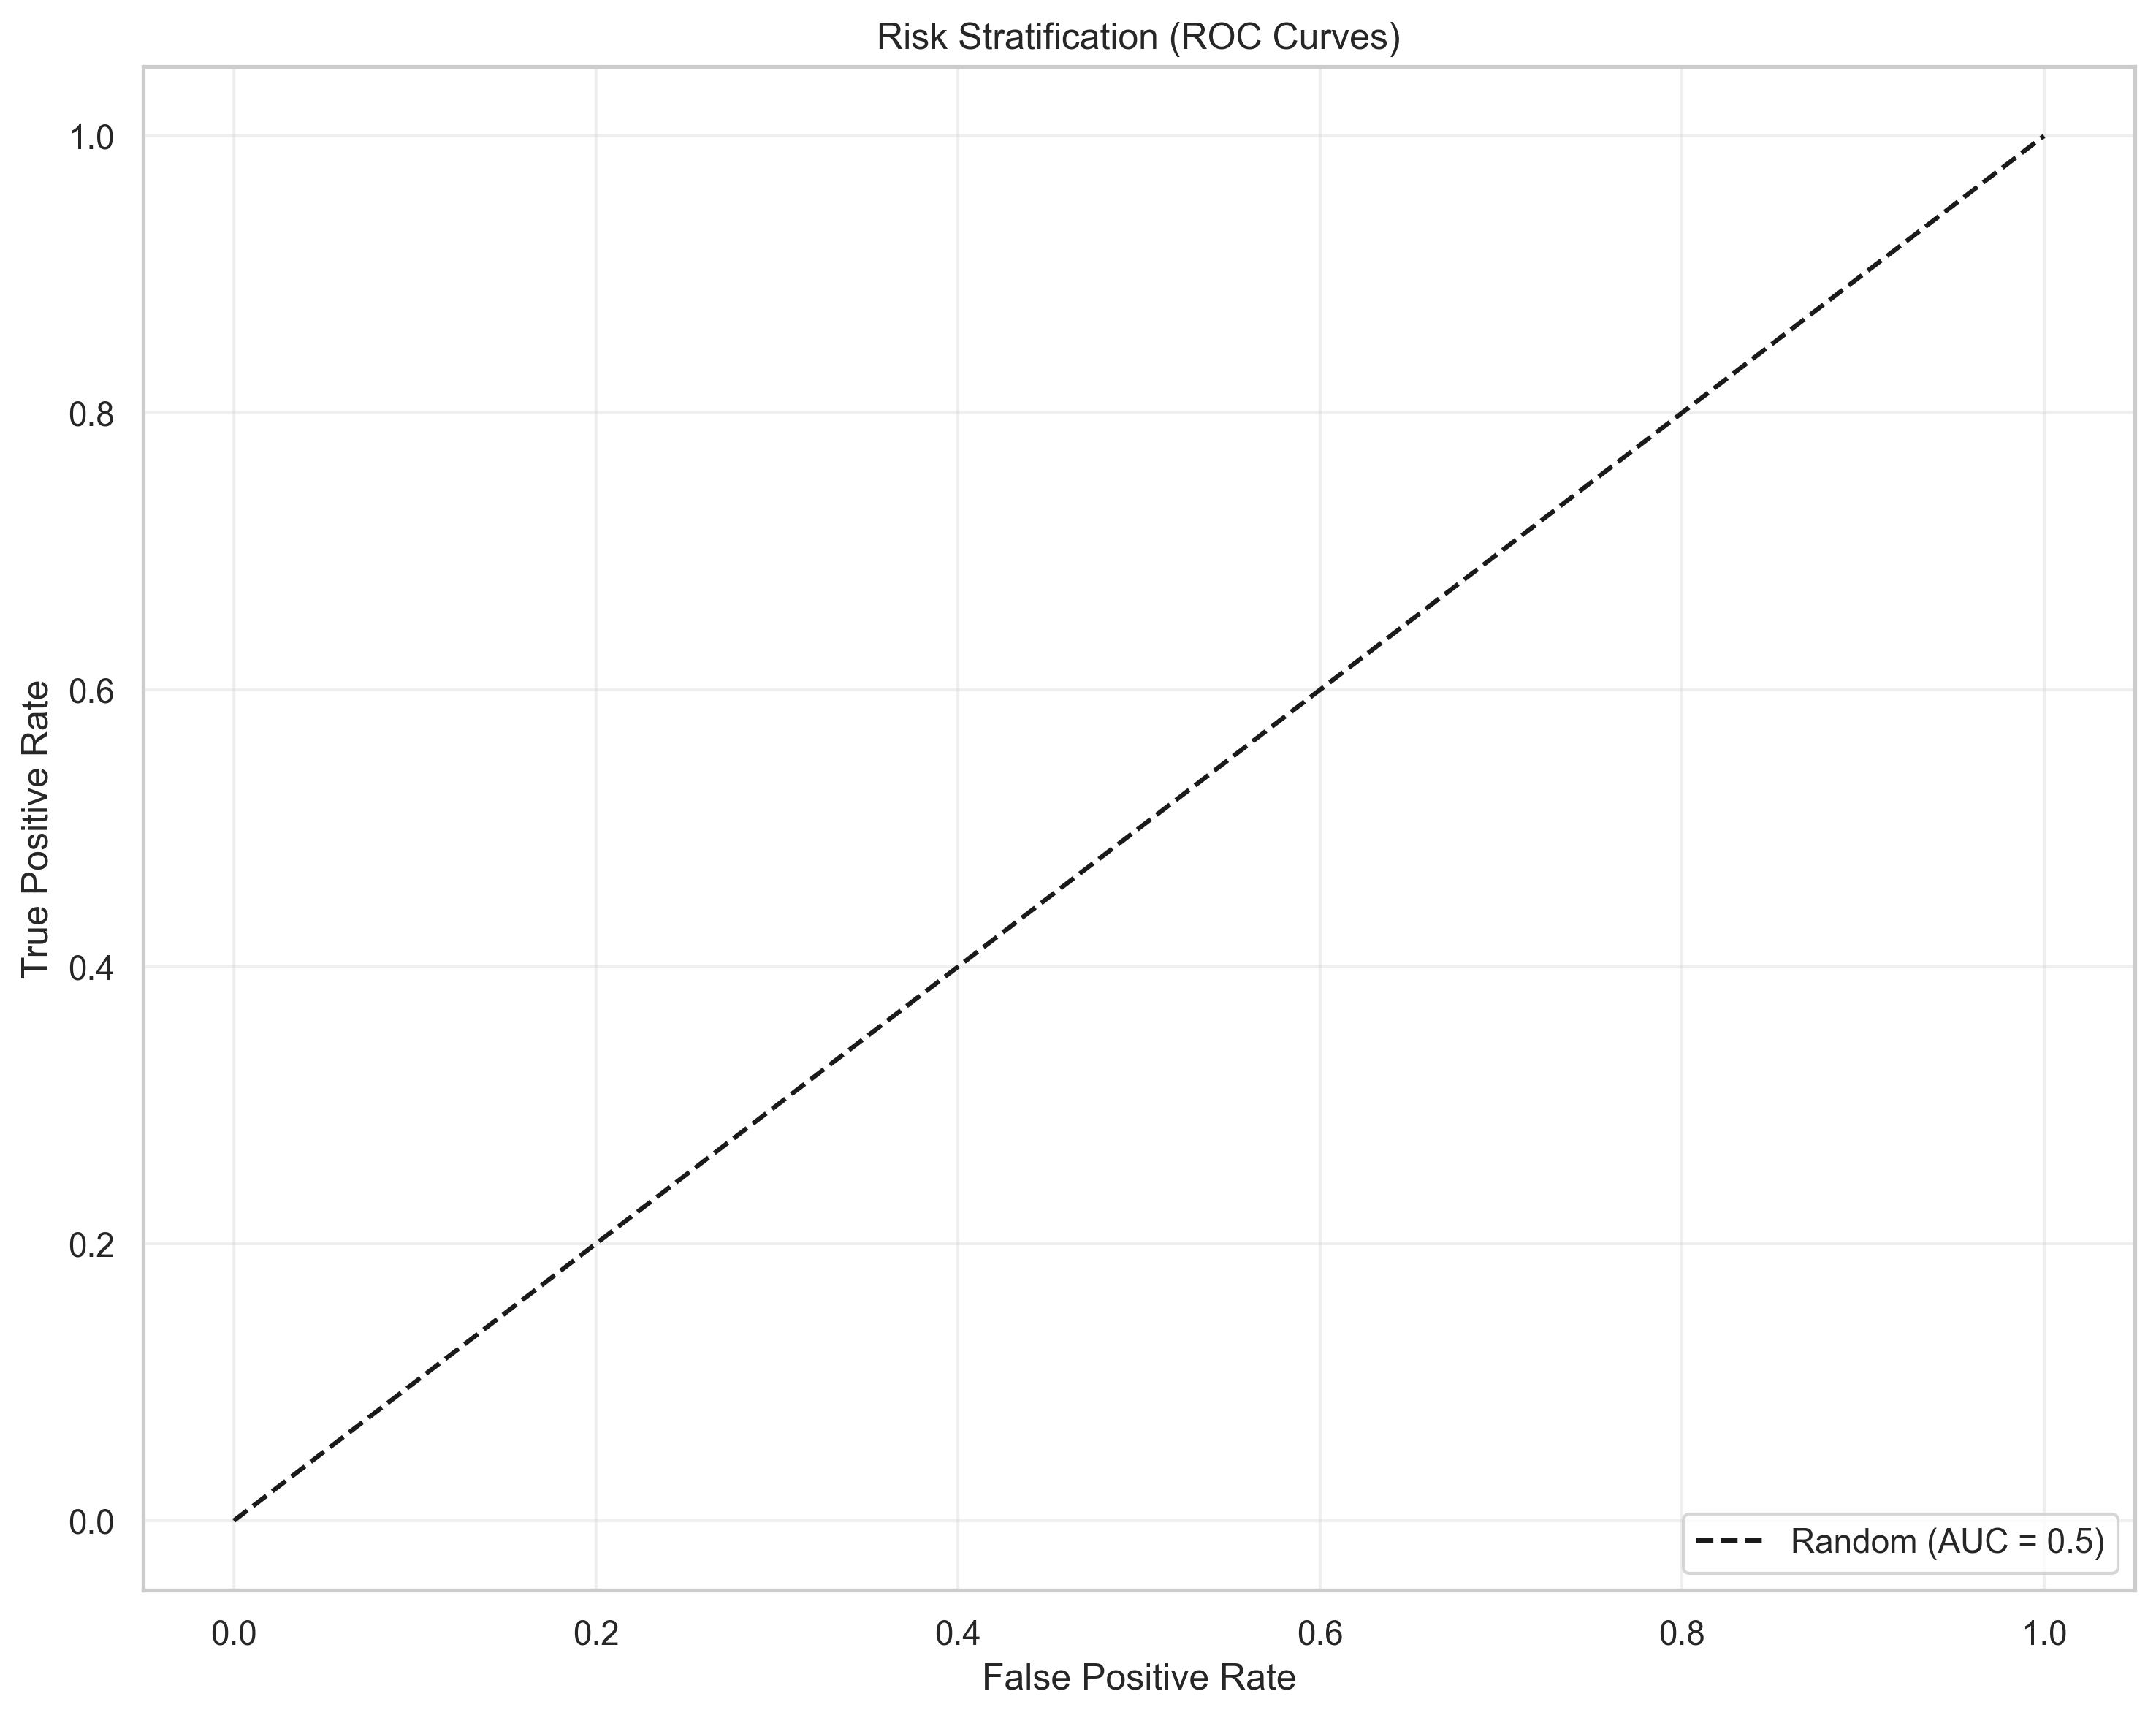 Risk Stratification (ROC Curves)
1.0
0.8
0.6
0.4
0.2
0.0
True Positive Rate
Random (AUC = 0.5)
0.0 0.2 0.4 0.6 0.8 1.0
False Positive Rate